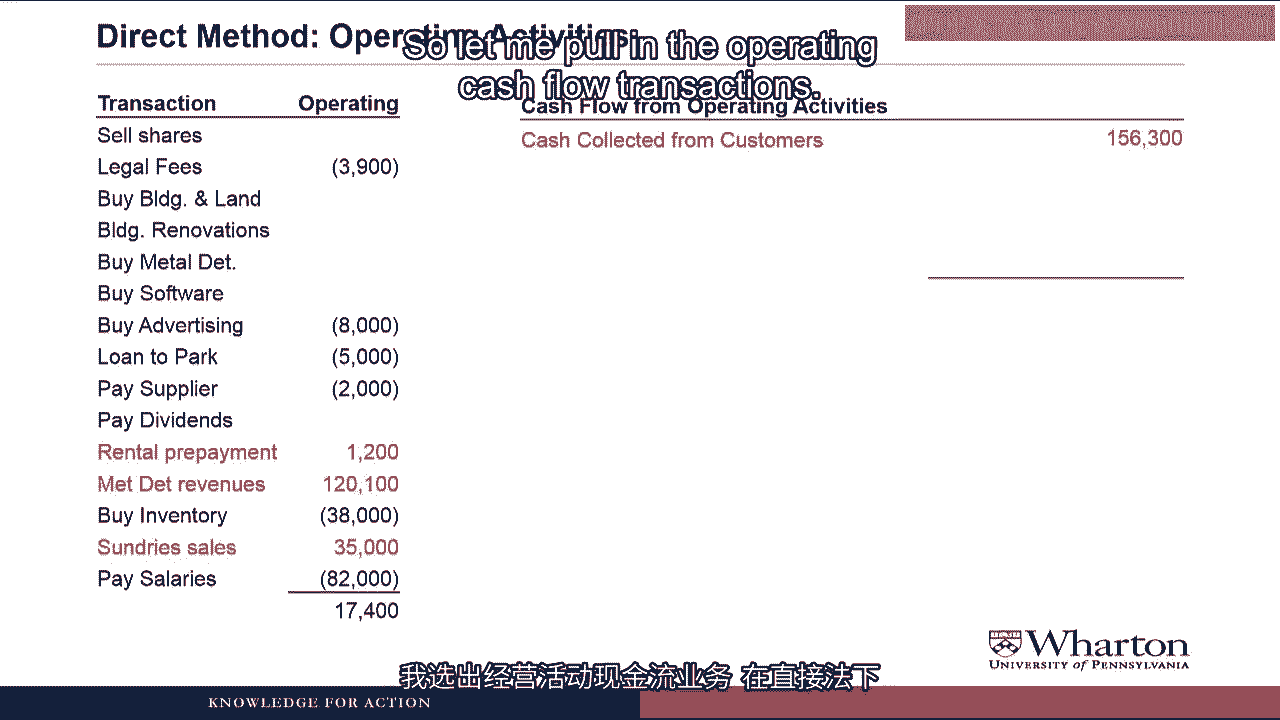 Direct Method: Operating Activities
So let me pull in the operating
cash flow transactions.
Transaction Operating
Sell shares
Legal Fees (3,900)
Buy Bldg. & Land
Bldg. Renovations
Buy Metal Det.
Buy Software
Buy Advertising (8,000)
Loan to Park (5,000)
Pay Supplier (2,000)
Pay Dividends
Rental prepayment 1,200
Met Det revenues 120,100
Buy Inventory (38,000)
Sundries sales 35,000
Pay Salaries (82,000)
17,400
Cash Flow from Operating Activities
Cash Collected from Customers 156,300
Wharton
UNIVERSITY of PENNSYLVANIA
我选出经营活动现金流业务 在直接法下
KNOWLEDGE FOR ACTION